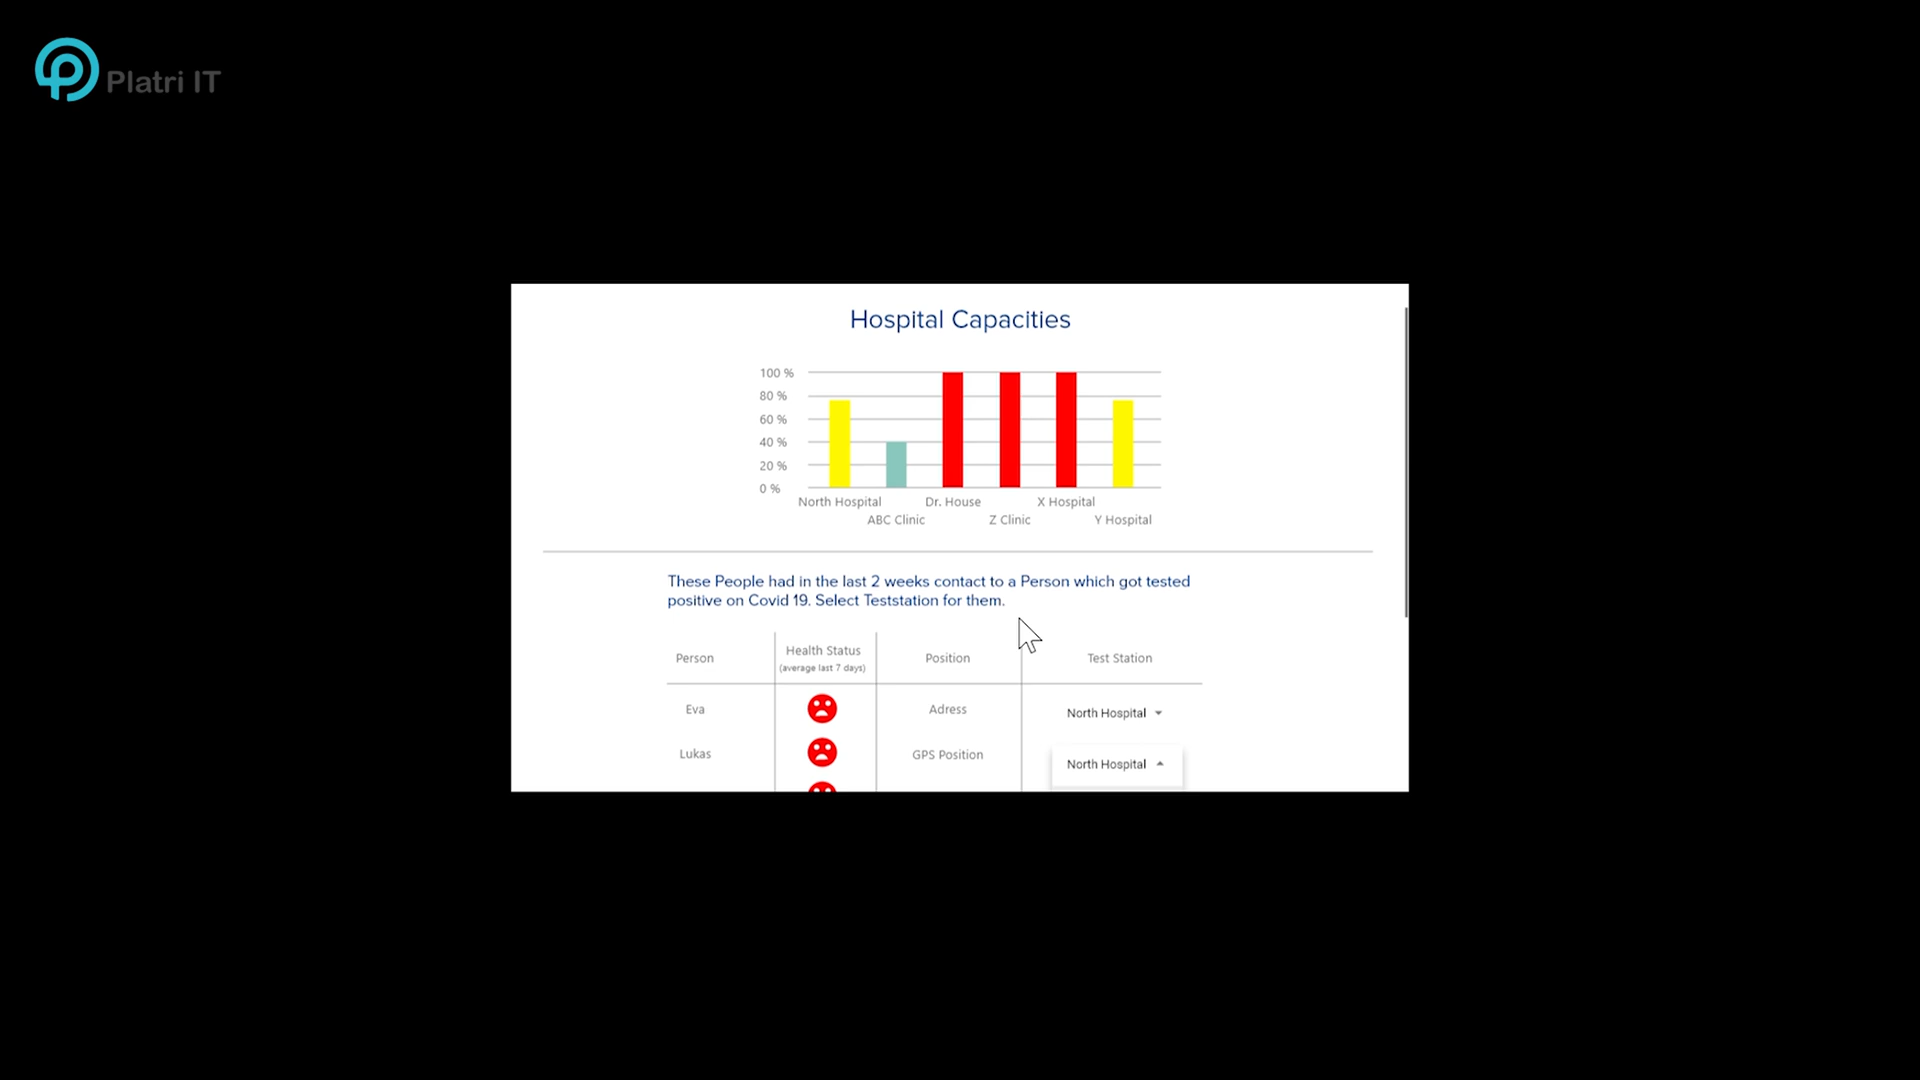 Platri IT
Hospital Capacities
100 %
80 %
60 %
40 %
20 %
0 %
North Hospital
Dr. House
X Hospital
ABC Clinic
Z Clinic
Y Hospital
These People had in the last 2 weeks contact to a Person which got tested
positive on Covid 19. Select Teststation for them.
Person
Health Status
(average last 7 days)
Position
Test Station
Eva
Adress
North Hospital
Lukas
GPS Position
North Hospital